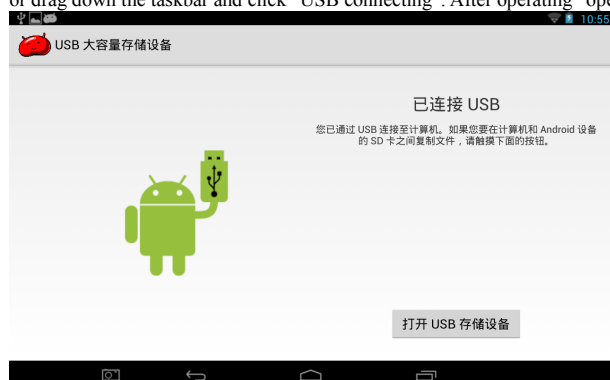 or drag down the taskbar and click "USB connecting". After operating "ope
10:55
USB 大容量存储设备
已连接 USB
您已通过 USB 连接至计算机。如果您要在计算机和 Android 设备
的 SD 卡之间复制文件，请触摸下面的按钮。
打开 USB 存储设备